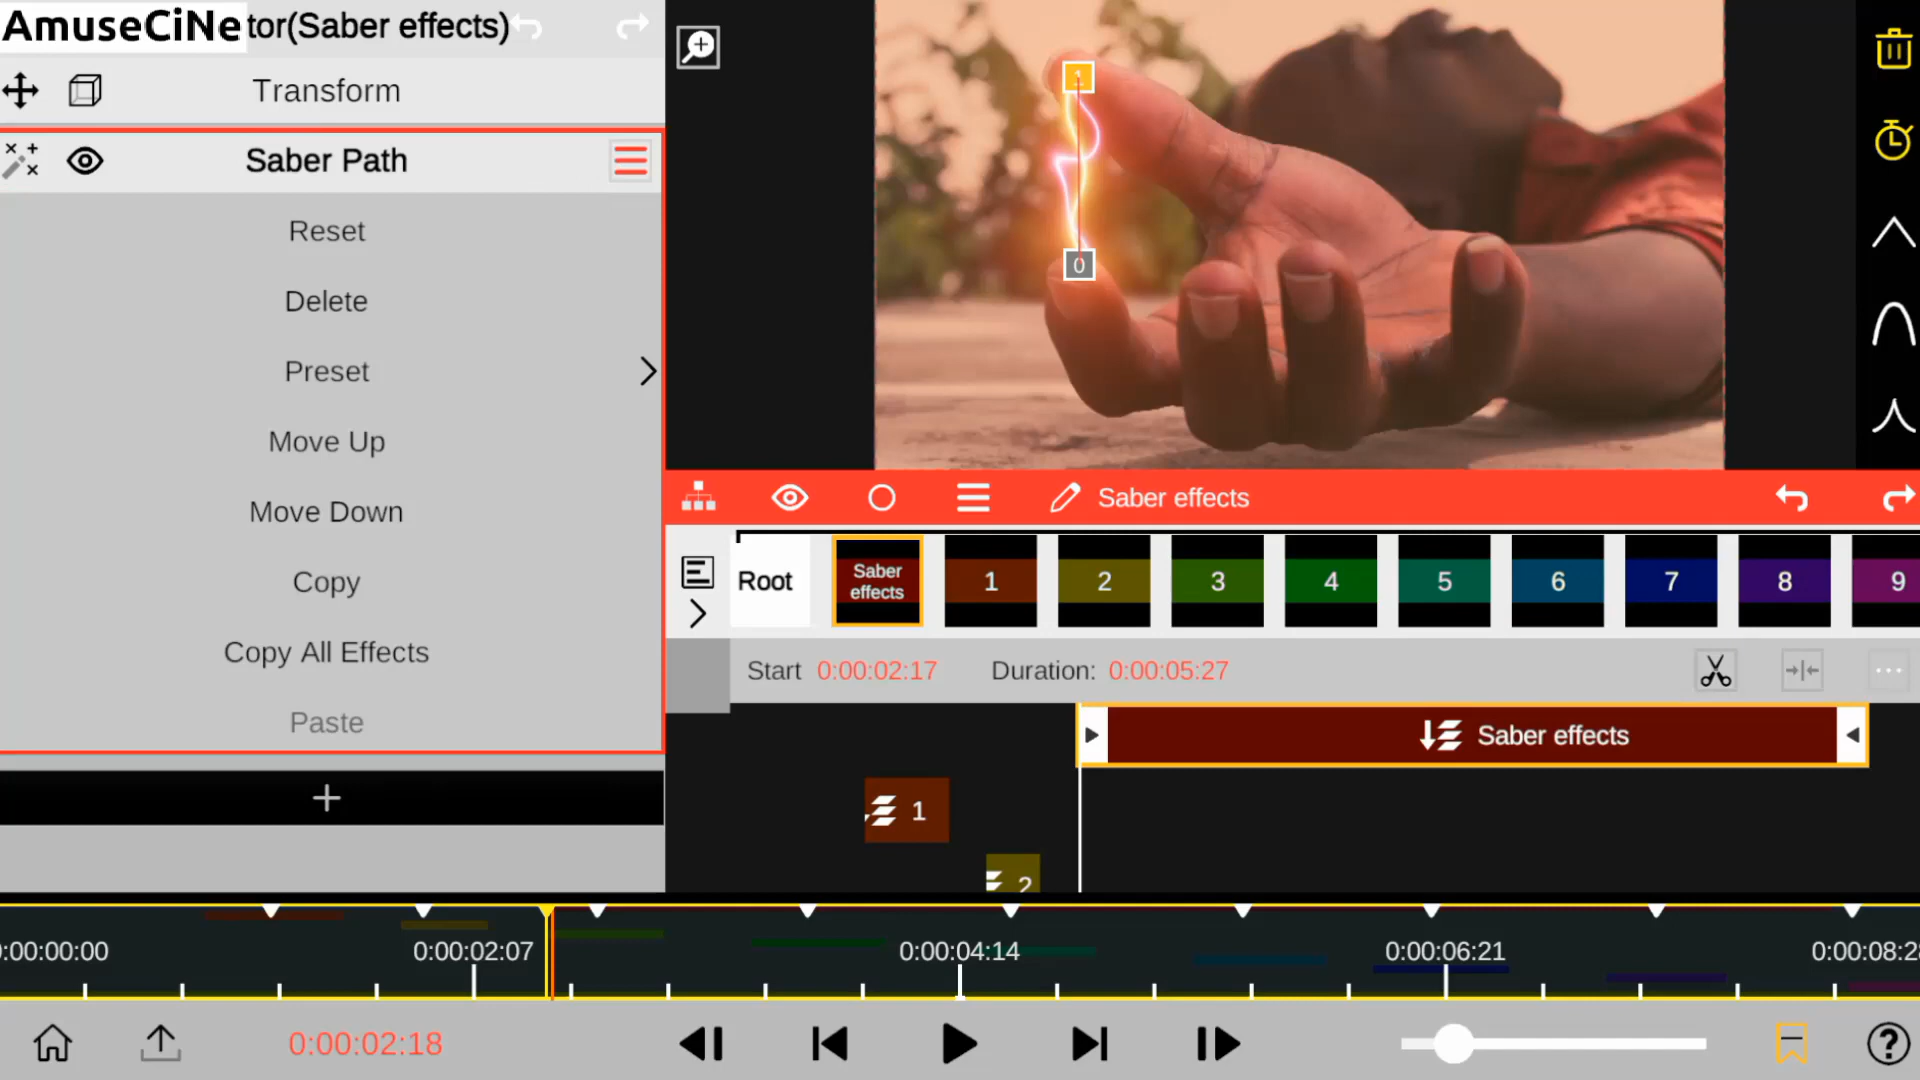 AmuseCiNe tor(Saber effects)
Transform
Saber Path
Reset
Delete
Preset
Move Up
Move Down
Copy
Copy All Effects
Paste
+
1
0
Saber effects
Root
Saber effects
1
2
3
4
5
6
7
8
9
Start 0:00:02:17 Duration: 0:00:05:27
Saber effects
1
2
0:00:00:00 0:00:02:07 0:00:04:14 0:00:06:21
0:00:02:18